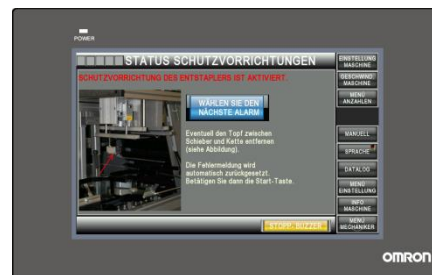 POWER
STATUS SCHUTZVORRICHTUNGEN
SCHUTZVORRICHTUNG DES ENTSTAPLERS IST AKTIVIERT.
WÄHLEN SIE DEN
NÄCHSTE ALARM
Eventuell den Topf zwischen
Schieber und Kette entfernen
(siehe Abbildung).
Die Fehlermeldung wird
automatisch zurückgesetzt.
Betätigen Sie dann die Start-Taste.
STOPP. BUZZER
EINSTELLUNG
MASCHINE
GESCHWIND.
MASCHINE
MENÜ
ANZAHLEN
MANUELL
SPRACHE
DATALOG
MENÜ
EINSTELLUNG
INFO
MASCHINE
MENÜ
MECHANIKER
OMRON